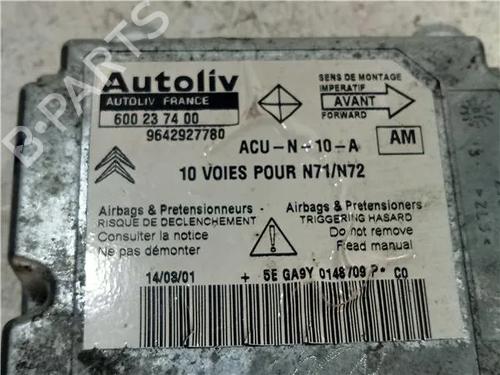 Autoliv
AUTOLIV FRANCE
600 23 74 00
9642927780
SENS DE MONTAGE
IMPERATIF
AVANT
FORWARD
ACU-N-10-A
AM
10 VOIES POUR N71/N72
Airbags & Pretensionneurs
RISQUE DE DECLENCHEMENT
Consulter la notice
Ne pas démonter
Airbags & Pretensioners
TRIGGERING HASARD
Do not remove
Read manual
14/08/01 + 5E GA9Y 0148/09 P* C0
B-PARTS